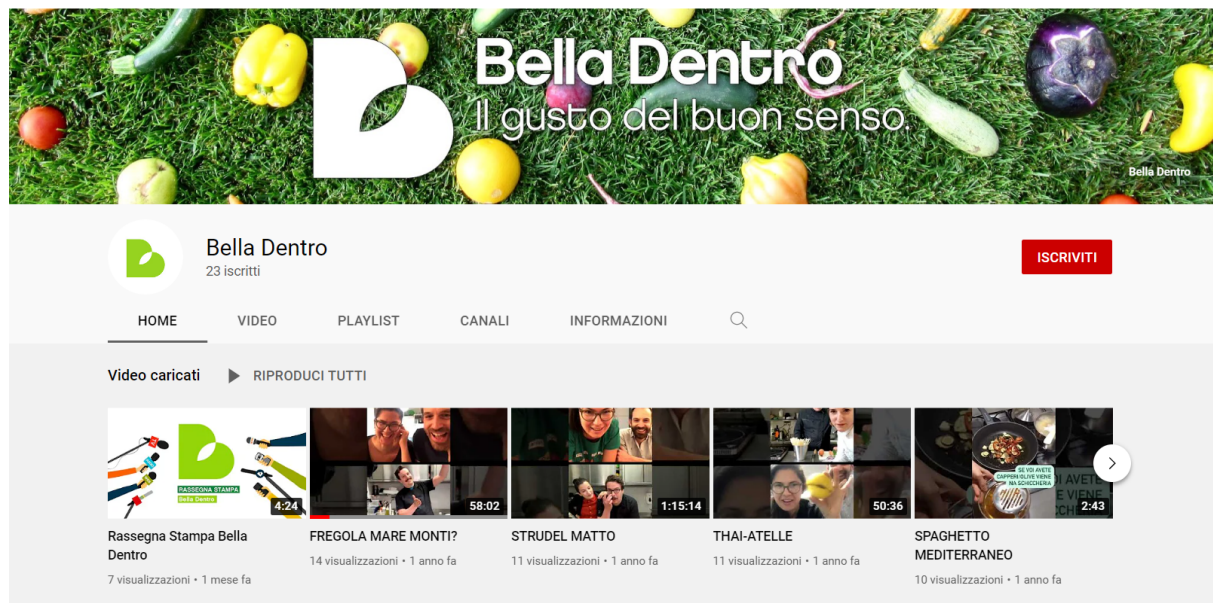 Bella Dentro
Il gusto del buon senso.
Bella Dentro
Bella Dentro
23 iscritti
ISCRIVITI
HOME VIDEO PLAYLIST CANALI INFORMAZIONI
Video caricati RIPRODUCI TUTTI
RASSEGNA STAMPA
Bella Dentro
4:24
58:02
1:15:14
50:36
SE VOI AVETE
CAPPERI OLIVE VIENE
NA SCHICCHERIA
2:43
Rassegna Stampa Bella
Dentro
7 visualizzazioni • 1 mese fa
FREGOLA MARE MONTI?
14 visualizzazioni • 1 anno fa
STRUDEL MATTO
11 visualizzazioni • 1 anno fa
THAI-ATELLE
11 visualizzazioni • 1 anno fa
SPAGHETTO
MEDITERRANEO
10 visualizzazioni • 1 anno fa